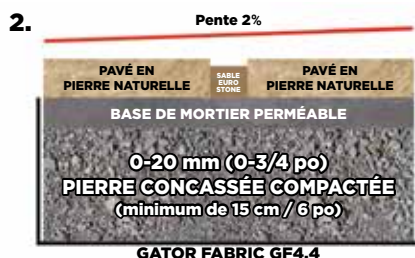 2.
Pente 2%
PAVÉ EN
PIERRE NATURELLE
SABLE
EURO
STONE
PAVÉ EN
PIERRE NATURELLE
BASE DE MORTIER PERMÉABLE
0-20 mm (0-3/4 po)
PIERRE CONCASSÉE COMPACTÉE
(minimum de 15 cm / 6 po)
GATOR FABRIC GF4.4